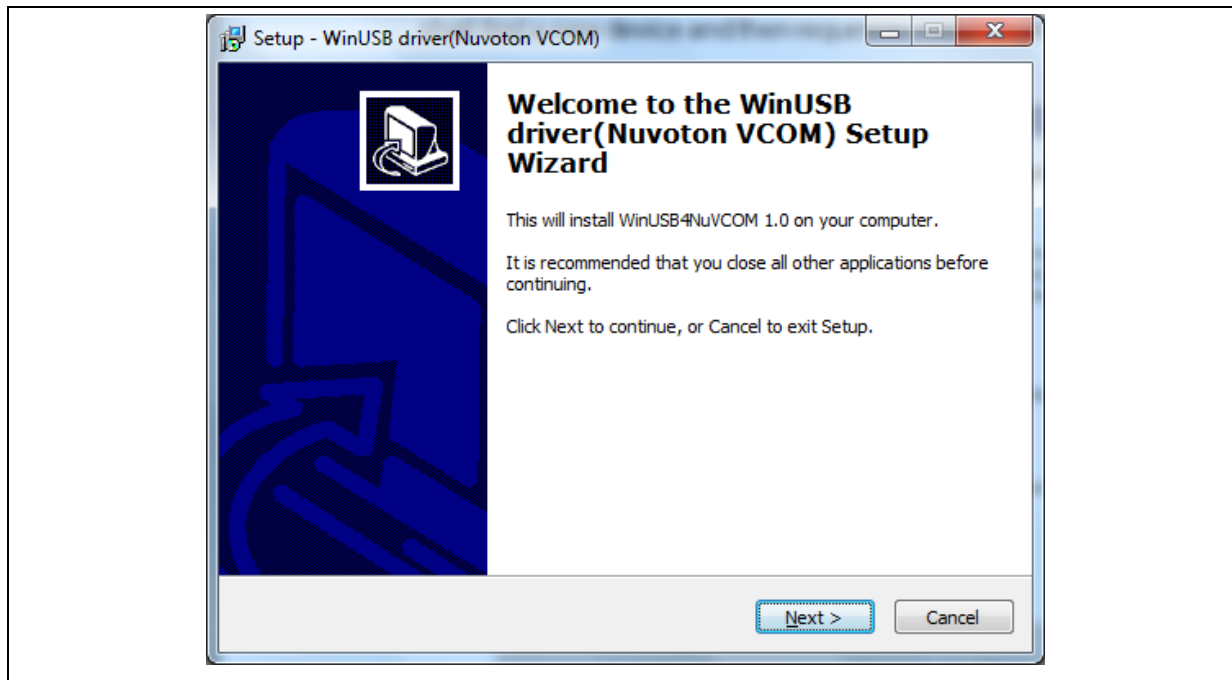 Setup - WinUSB driver(Nuvoton VCOM)
Welcome to the WinUSB
driver(Nuvoton VCOM) Setup
Wizard
This will install WinUSB4NuVCOM 1.0 on your computer.
It is recommended that you close all other applications before
continuing.
Click Next to continue, or Cancel to exit Setup.
Next >
Cancel